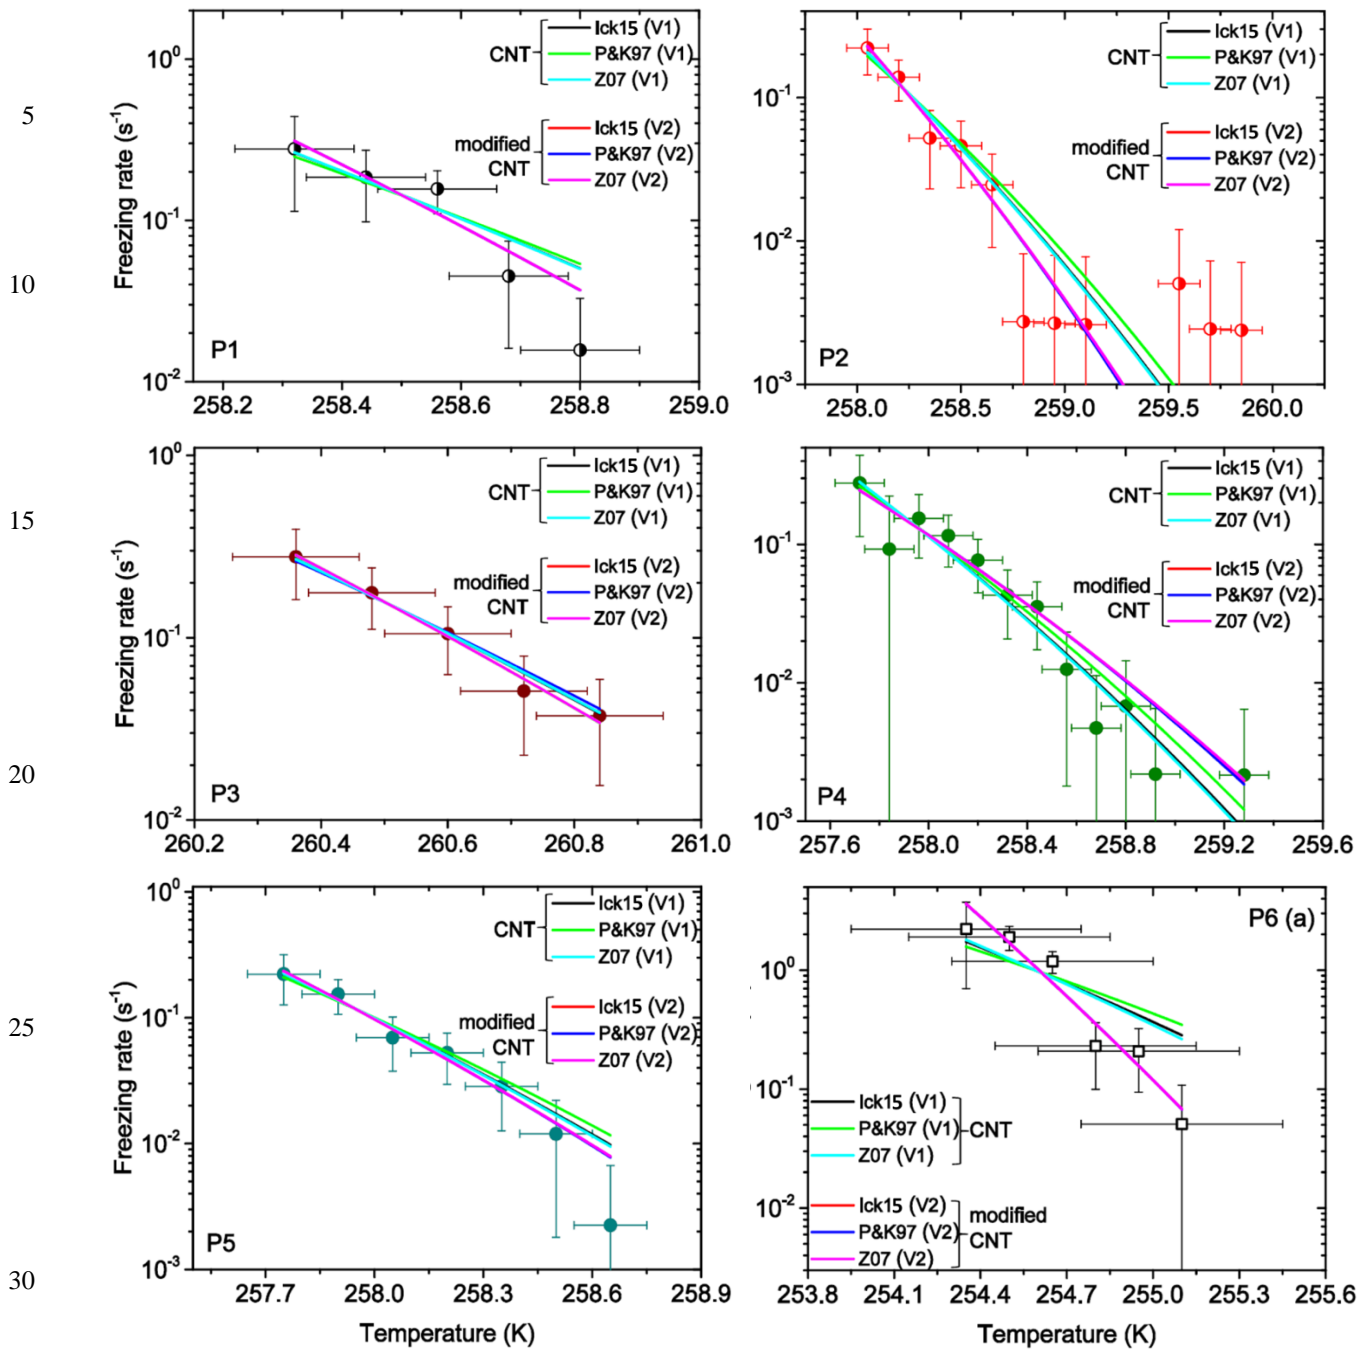 5
10
15
20
25
30
Freezing rate (s⁻¹)
10⁰
10⁻¹
10⁻²
CNT
Ick15 (V1)
P&K97 (V1)
Z07 (V1)
modified CNT
Ick15 (V2)
P&K97 (V2)
Z07 (V2)
P1
258.2 258.4 258.6 258.8 259.0
10⁻¹
10⁻²
10⁻³
CNT
Ick15 (V1)
P&K97 (V1)
Z07 (V1)
modified CNT
Ick15 (V2)
P&K97 (V2)
Z07 (V2)
P2
258.0 258.5 259.0 259.5 260.0
Freezing rate (s⁻¹)
10⁰
10⁻¹
10⁻²
CNT
Ick15 (V1)
P&K97 (V1)
Z07 (V1)
modified CNT
Ick15 (V2)
P&K97 (V2)
Z07 (V2)
P3
260.2 260.4 260.6 260.8 261.0
10⁻¹
10⁻²
10⁻³
CNT
Ick15 (V1)
P&K97 (V1)
Z07 (V1)
modified CNT
Ick15 (V2)
P&K97 (V2)
Z07 (V2)
P4
257.6 258.0 258.4 258.8 259.2 259.6
Freezing rate (s⁻¹)
10⁰
10⁻¹
10⁻²
10⁻³
CNT
Ick15 (V1)
P&K97 (V1)
Z07 (V1)
modified CNT
Ick15 (V2)
P&K97 (V2)
Z07 (V2)
P5
257.7 258.0 258.3 258.6 258.9
Temperature (K)
P6 (a)
10⁰
10⁻¹
10⁻²
Ick15 (V1)
P&K97 (V1)
Z07 (V1)
CNT
Ick15 (V2)
P&K97 (V2)
Z07 (V2)
modified CNT
253.8 254.1 254.4 254.7 255.0 255.3 255.6
Temperature (K)